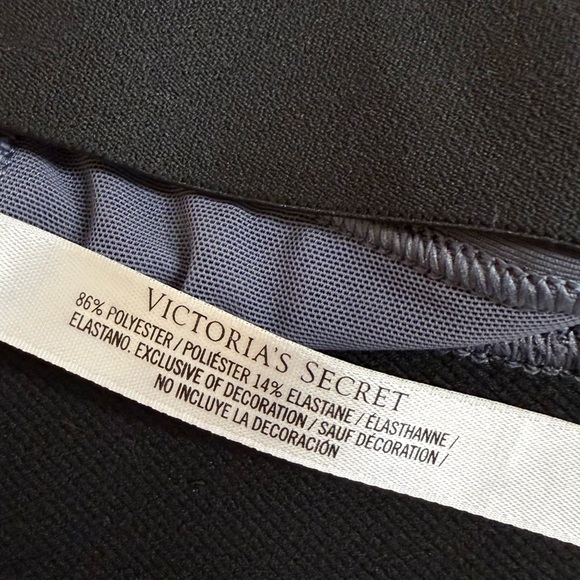 VICTORIA'S SECRET
86% POLYESTER / POLIÉSTER 14% ELASTANE / ÉLASTHANNE /
ELASTANO. EXCLUSIVE OF DECORATION / SAUF DÉCORATION /
NO INCLUYE LA DECORACIÓN